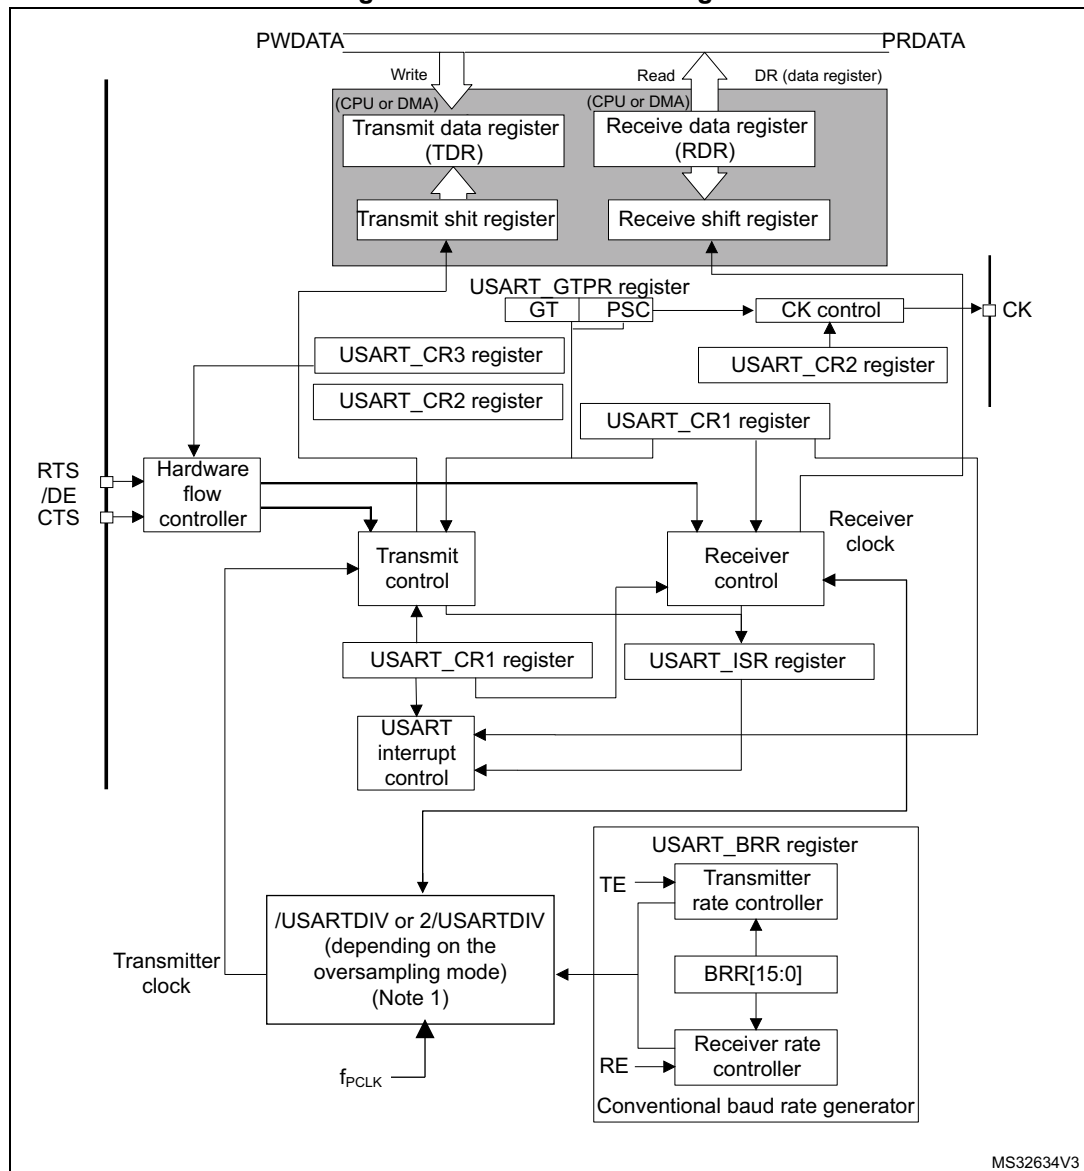 PWDATA
PRDATA
Write
Read
DR (data register)
(CPU or DMA)
(CPU or DMA)
Transmit data register
(TDR)
Receive data register
(RDR)
Transmit shit register
Receive shift register
USART_GTPR register
GT
PSC
CK control
CK
USART_CR3 register
USART_CR2 register
USART_CR2 register
USART_CR1 register
RTS
/DE
CTS
Hardware
flow
controller
Transmit
control
Receiver
control
Receiver
clock
USART_CR1 register
USART_ISR register
USART
interrupt
control
USART_BRR register
TE
Transmitter
rate controller
/USARTDIV or 2/USARTDIV
(depending on the
oversampling mode)
(Note 1)
Transmitter
clock
BRR[15:0]
Receiver rate
controller
RE
fPCLK
Conventional baud rate generator
MS32634V3